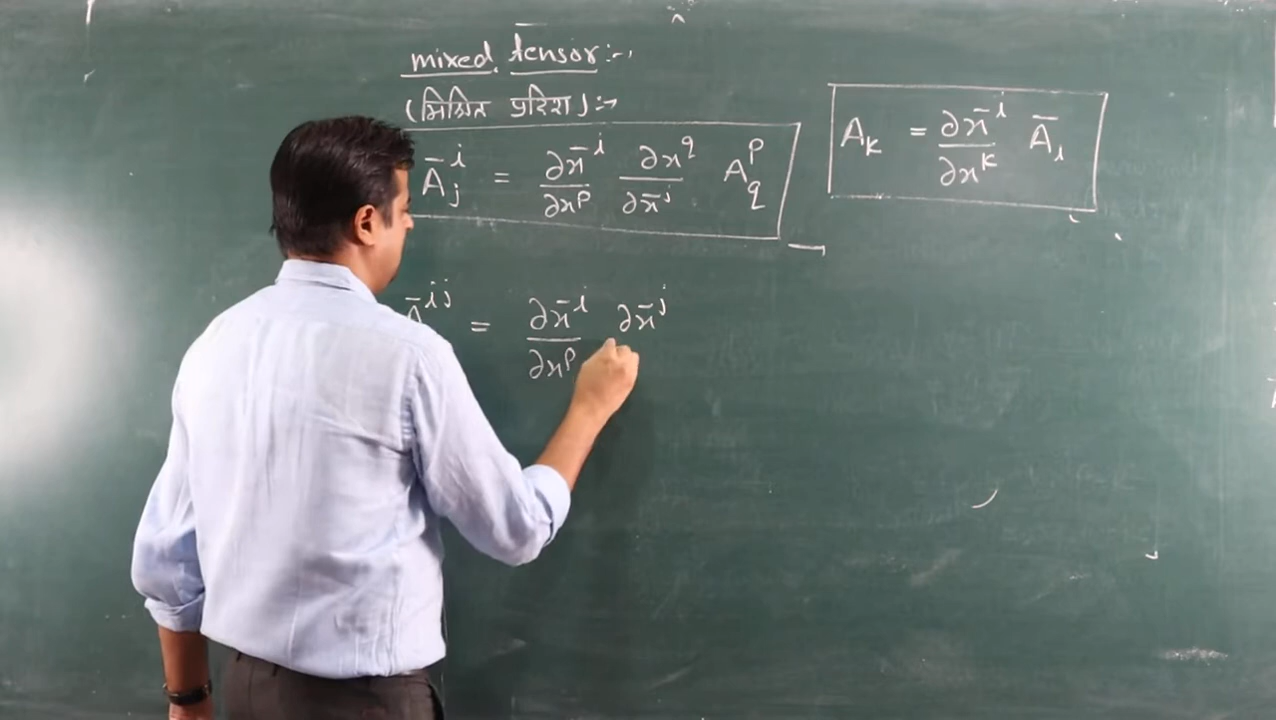 mixed tensor:-
(मिश्रित प्रदिश):→
Ā^i_j = ∂x̄^i/∂x^p ∂x^q/∂x̄^j A^p_q
A_k = ∂x̄^i/∂x^k Ā_i
Ā^{ij} = ∂x̄^i/∂x^p ∂x̄^j